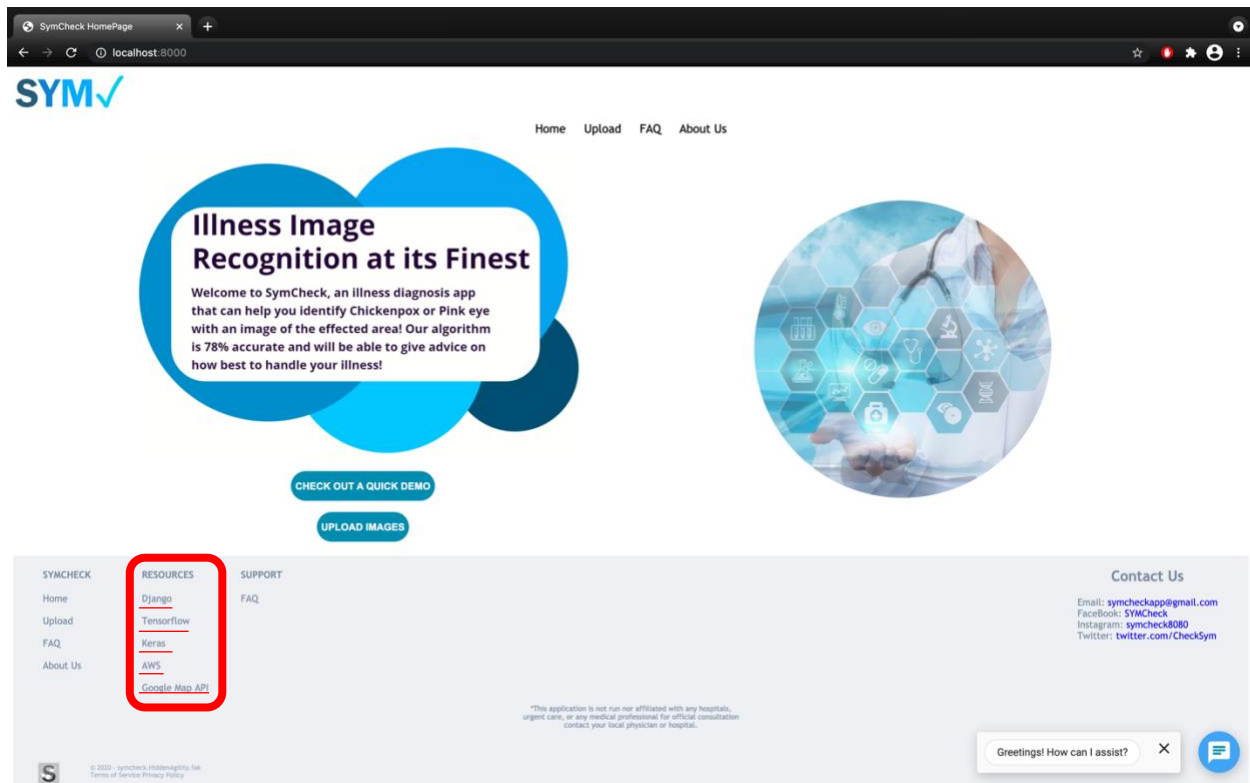 SymCheck HomePage
localhost:8000
SYM
Home Upload FAQ About Us
Illness Image
Recognition at its Finest
Welcome to SymCheck, an illness diagnosis app
that can help you identify Chickenpox or Pink eye
with an image of the effected area! Our algorithm
is 78% accurate and will be able to give advice on
how best to handle your illness!
CHECK OUT A QUICK DEMO
UPLOAD IMAGES
SYMCHECK
Home
Upload
FAQ
About Us
RESOURCES
Django
Tensorflow
Keras
AWS
Google Map API
SUPPORT
FAQ
Contact Us
Email: symcheckapp@gmail.com
FaceBook: SYMCheck
Instagram: symcheck8080
Twitter: twitter.com/CheckSym
*This application is not run nor affiliated with any hospitals,
urgent care, or any medical professional for official consultation
contact your local physician or hospital.
Greetings! How can I assist?
S
© 2020 - symcheck.HiddenAgility.fak
Terms of Service Privacy Policy